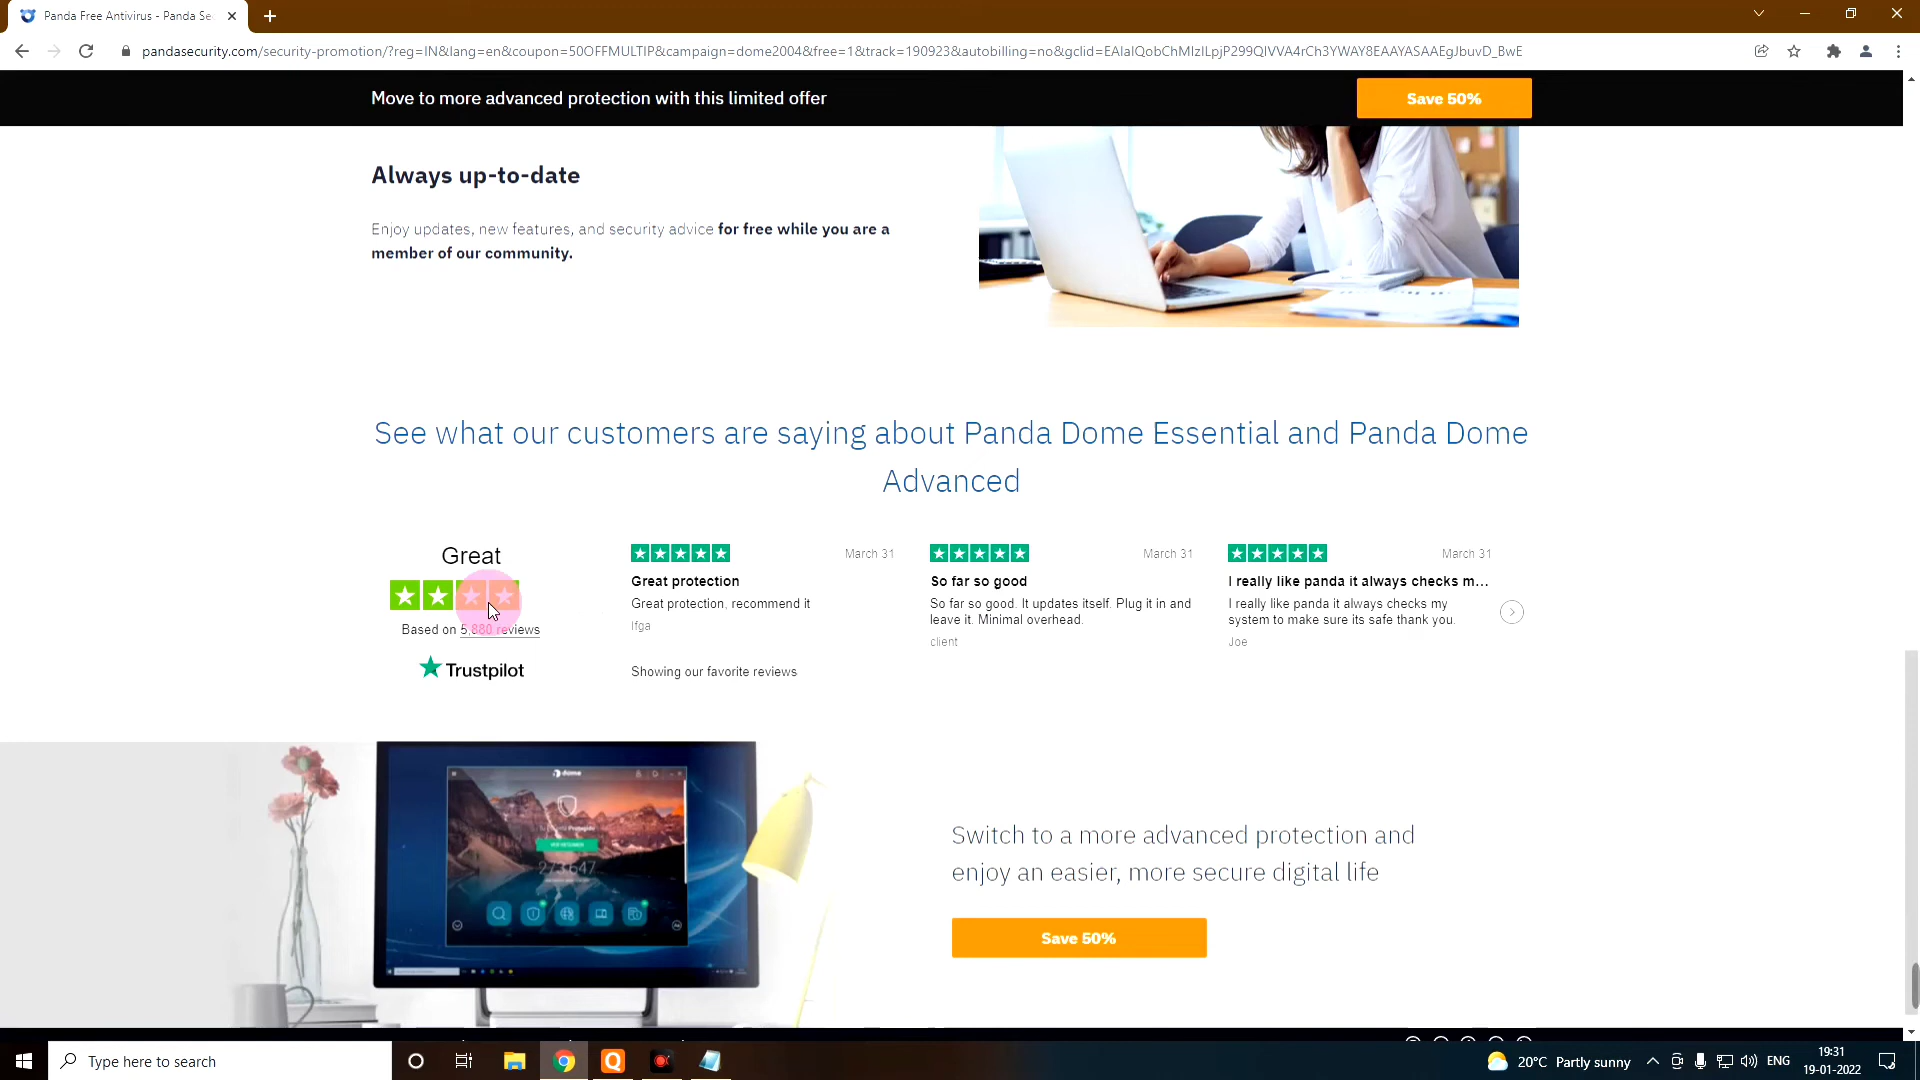 Panda Free Antivirus - Panda Se
pandasecurity.com/security-promotion/?reg=IN&lang=en&coupon=50OFFMULTIP&campaign=dome2004&free=1&track=190923&autobilling=no&gclid=EAIaIQobChMIzILpjP299QIVVA4rCh3YWAY8EAAYASAAEgJbuvD_BwE
Move to more advanced protection with this limited offer
Save 50%
Always up-to-date
Enjoy updates, new features, and security advice for free while you are a
member of our community.
See what our customers are saying about Panda Dome Essential and Panda Dome
Advanced
Great
Based on 5,880 reviews
Trustpilot
March 31
Great protection
Great protection, recommend it
lfga
Showing our favorite reviews
March 31
So far so good
So far so good. It updates itself. Plug it in and
leave it. Minimal overhead.
client
March 31
I really like panda it always checks m...
I really like panda it always checks my
system to make sure its safe thank you.
Joe
dome
273,647
Switch to a more advanced protection and
enjoy an easier, more secure digital life
Save 50%
Type here to search
20°C Partly sunny
ENG
19:31
19-01-2022